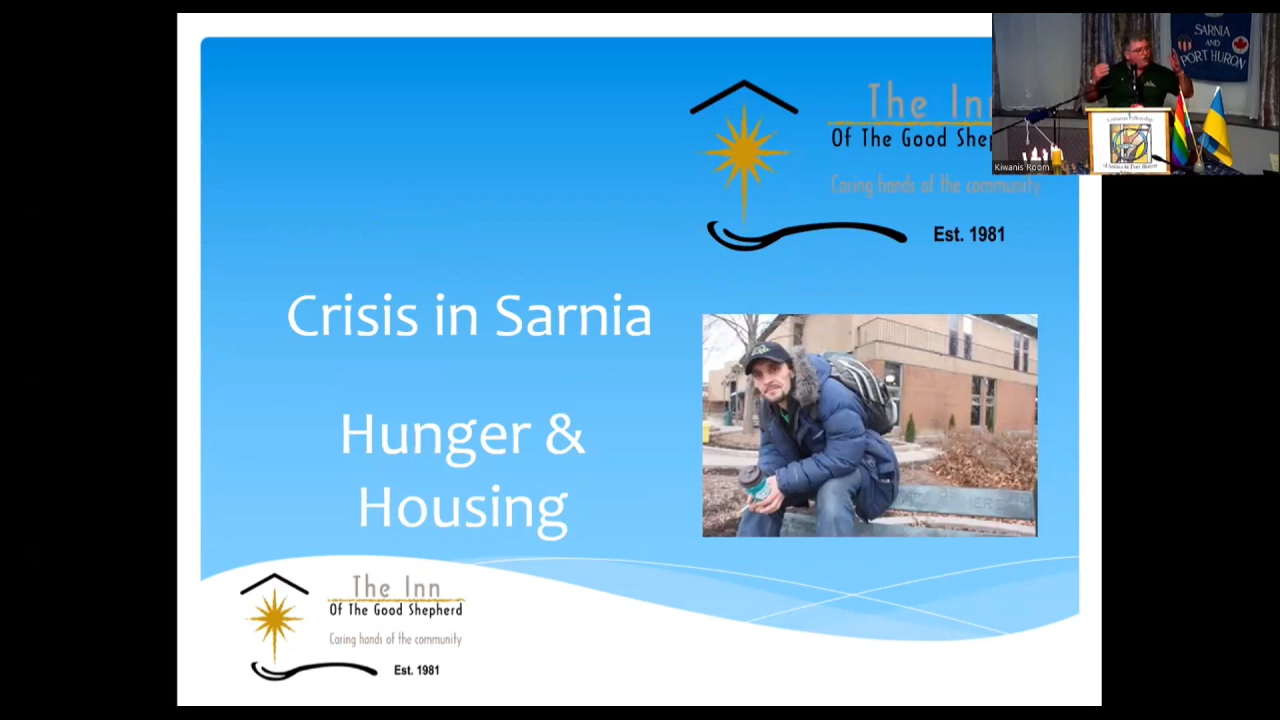 The In
Of The Good Shep
Caring hands of the community
Est. 1981
SARNIA
AND
PORT HURON
Kiwanis Room
Crisis in Sarnia
Hunger &
Housing
The Inn
Of The Good Shepherd
Caring hands of the community
Est. 1981